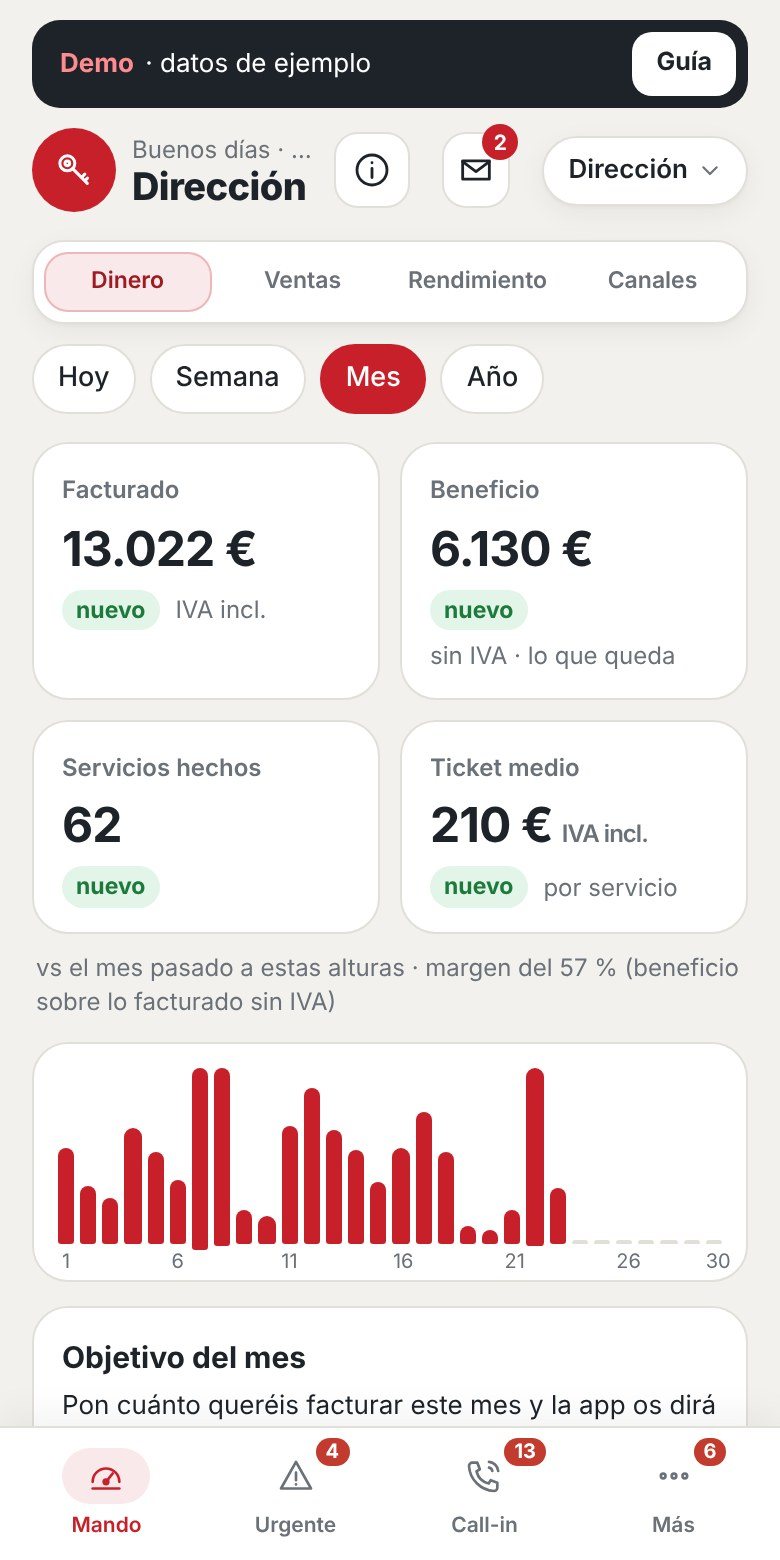 Demo · datos de ejemplo
Guía
Buenos días · ...
Dirección
2
Dirección
Dinero
Ventas
Rendimiento
Canales
Hoy
Semana
Mes
Año
Facturado
13.022 €
nuevo IVA incl.
Beneficio
6.130 €
nuevo
sin IVA · lo que queda
Servicios hechos
62
nuevo
Ticket medio
210 € IVA incl.
nuevo por servicio
vs el mes pasado a estas alturas · margen del 57 % (beneficio
sobre lo facturado sin IVA)
1 6 11 16 21 26 30
Objetivo del mes
Pon cuánto queréis facturar este mes y la app os dirá
4
13
6
Mando
Urgente
Call-in
Más